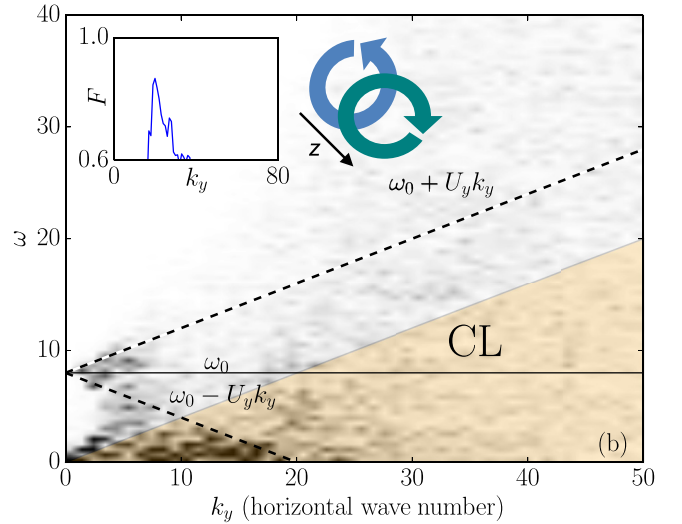 40
30
20
10
0
ω
1.0
F
0.6
0
k_y
80
z
ω₀ + U_y k_y
ω₀
ω₀ − U_y k_y
CL
(b)
0 10 20 30 40 50
k_y (horizontal wave number)